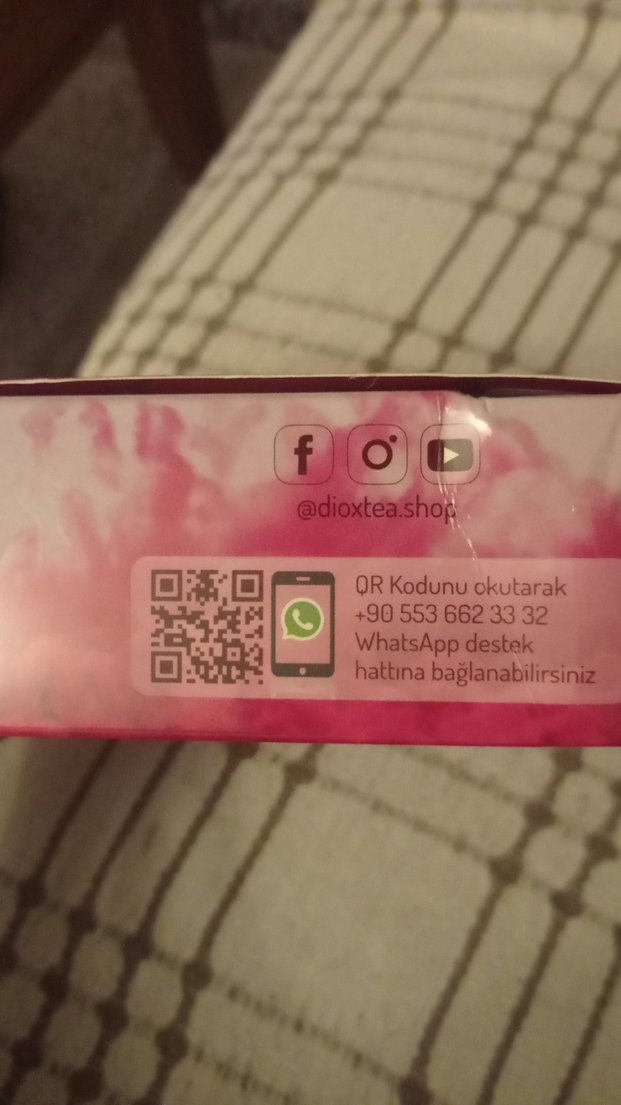 @dioxtea.shop
QR Kodunu okutarak
+90 553 662 33 32
WhatsApp destek
hattına bağlanabilirsiniz